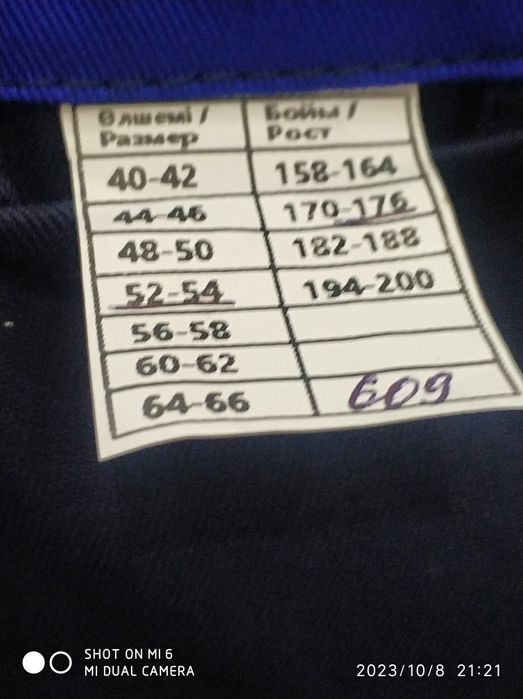 Өлшемі / Бойы /
Размер Рост
40-42 158-164
44-46 170-176
48-50 182-188
52-54 194-200
56-58
60-62
64-66 609
SHOT ON MI 6
MI DUAL CAMERA 2023/10/8 21:21